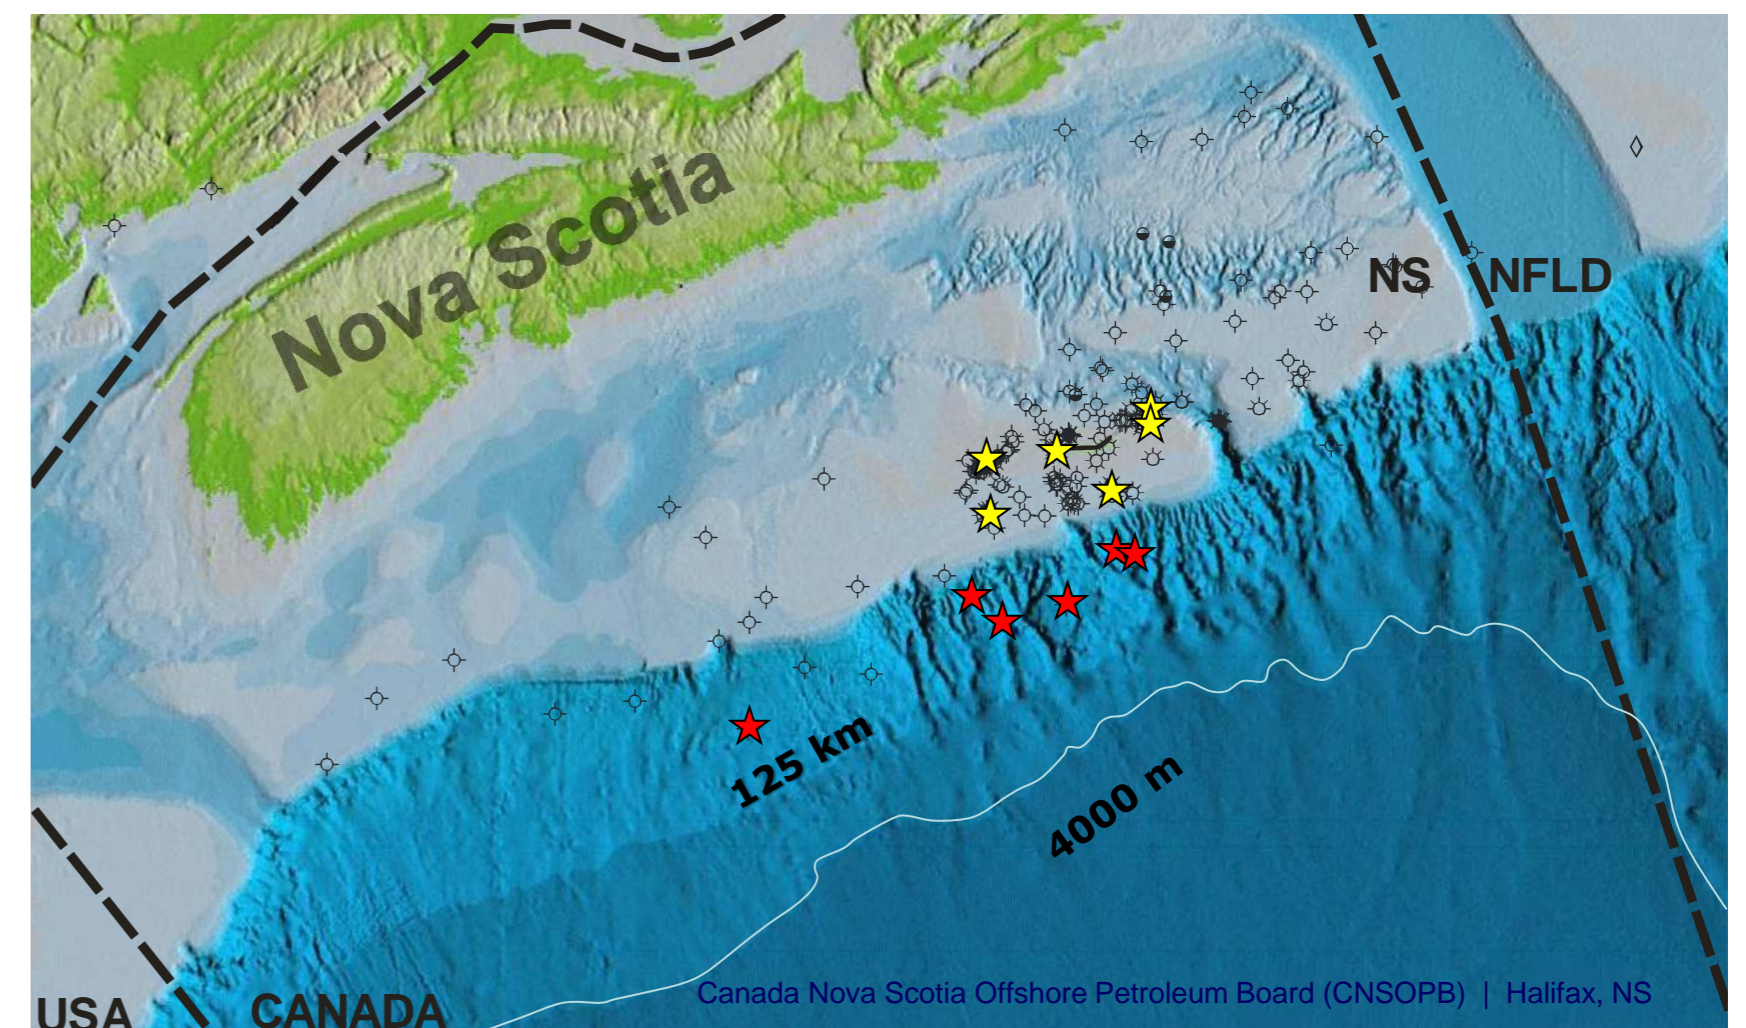 Nova Scotia
NS
NFLD
125 km
4000 m
Canada Nova Scotia Offshore Petroleum Board (CNSOPB) | Halifax, NS
USA
CANADA